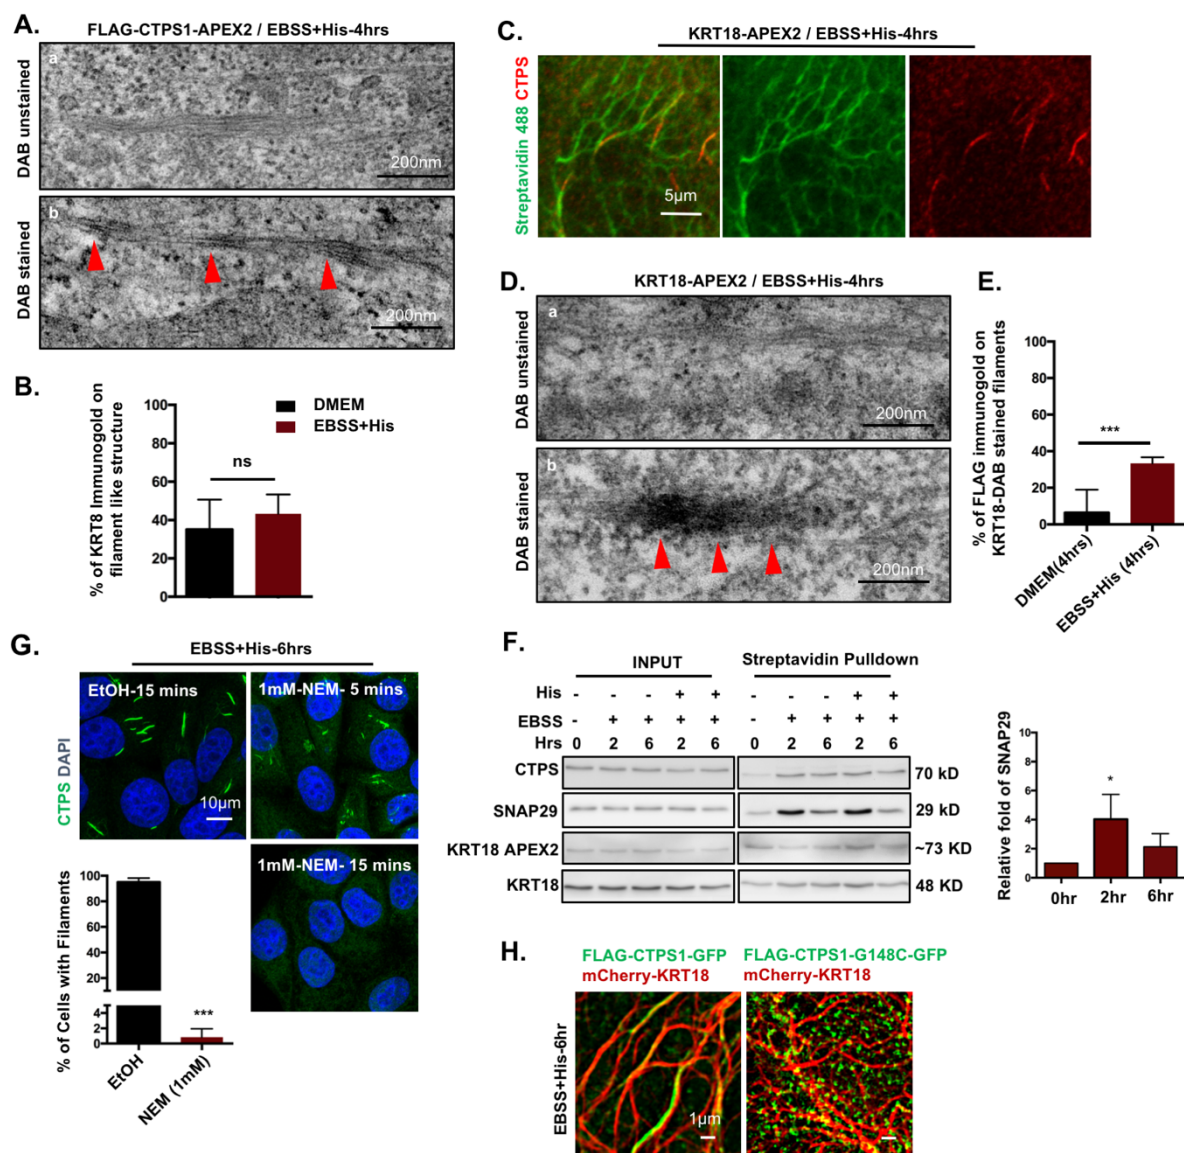 A.
FLAG-CTPS1-APEX2 / EBSS+His-4hrs
DAB unstained
a
200nm
DAB stained
b
200nm
B.
% of KRT8 Immunogold on
filament like structure
100
80
60
40
20
0
ns
DMEM
EBSS+His
C.
KRT18-APEX2 / EBSS+His-4hrs
Streptavidin 488 CTPS
5µm
D.
KRT18-APEX2 / EBSS+His-4hrs
DAB unstained
a
200nm
DAB stained
b
200nm
E.
% of FLAG immunogold on
KRT18-DAB stained filaments
100
80
60
40
20
0
***
DMEM(4hrs)
EBSS+His (4hrs)
F.
INPUT
Streptavidin Pulldown
His - - - + + - - - + +
EBSS - + + + + - + + + +
Hrs 0 2 6 2 6 0 2 6 2 6
CTPS 70 kD
SNAP29 29 kD
KRT18 APEX2 ~73 KD
KRT18 48 KD
Relative fold of SNAP29
10
8
6
4
2
0
*
0hr 2hr 6hr
G.
EBSS+His-6hrs
CTPS DAPI
EtOH-15 mins
10µm
1mM-NEM- 5 mins
1mM-NEM- 15 mins
% of Cells with Filaments
100
80
60
40
20
4
2
0
***
EtOH
NEM (1mM)
H.
FLAG-CTPS1-GFP
mCherry-KRT18
FLAG-CTPS1-G148C-GFP
mCherry-KRT18
EBSS+His-6hr
1µm